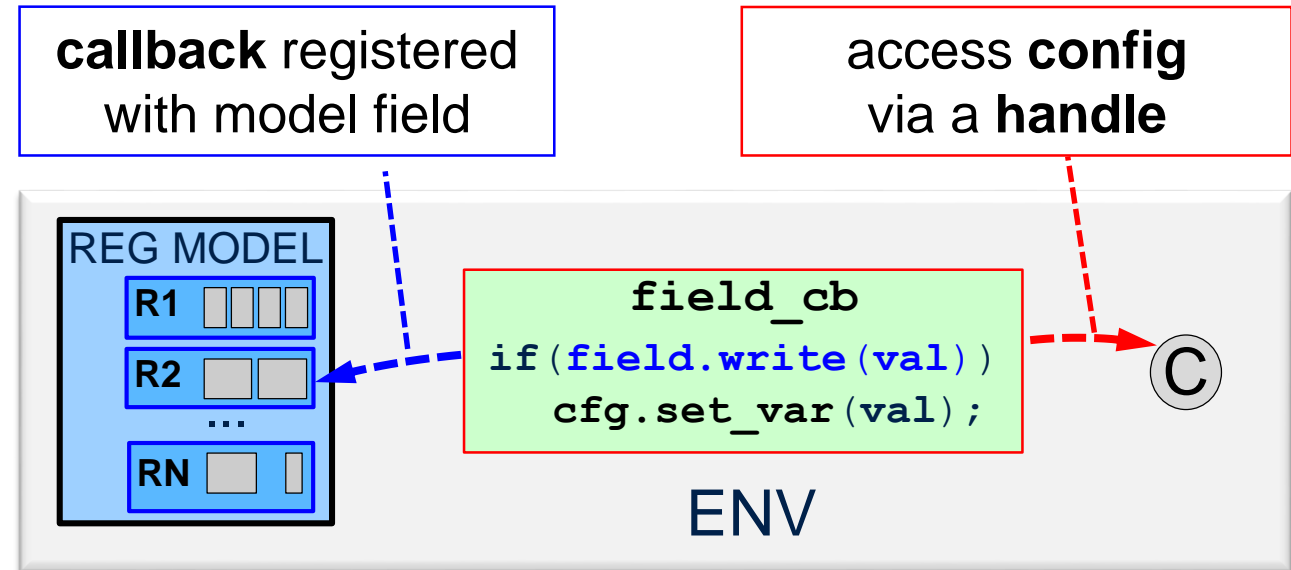 callback registered
with model field
access config
via a handle
REG MODEL
R1
R2
...
RN
field_cb
if(field.write(val))
cfg.set_var(val);
C
ENV